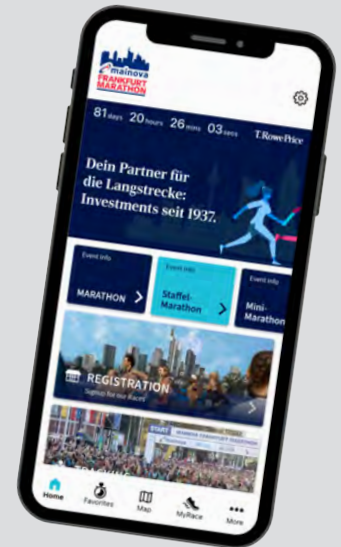 mainova
FRANKFURT
MARATHON
81 days 20 hours 26 mins 03 secs
T.RowePrice
Dein Partner für
die Langstrecke:
Investments seit 1937.
Event info
MARATHON
Event info
Staffel-
Marathon
Event info
Mini-
Marathon
REGISTRATION
Signup for our Races
START
Home
Favorites
Map
MyRace
More